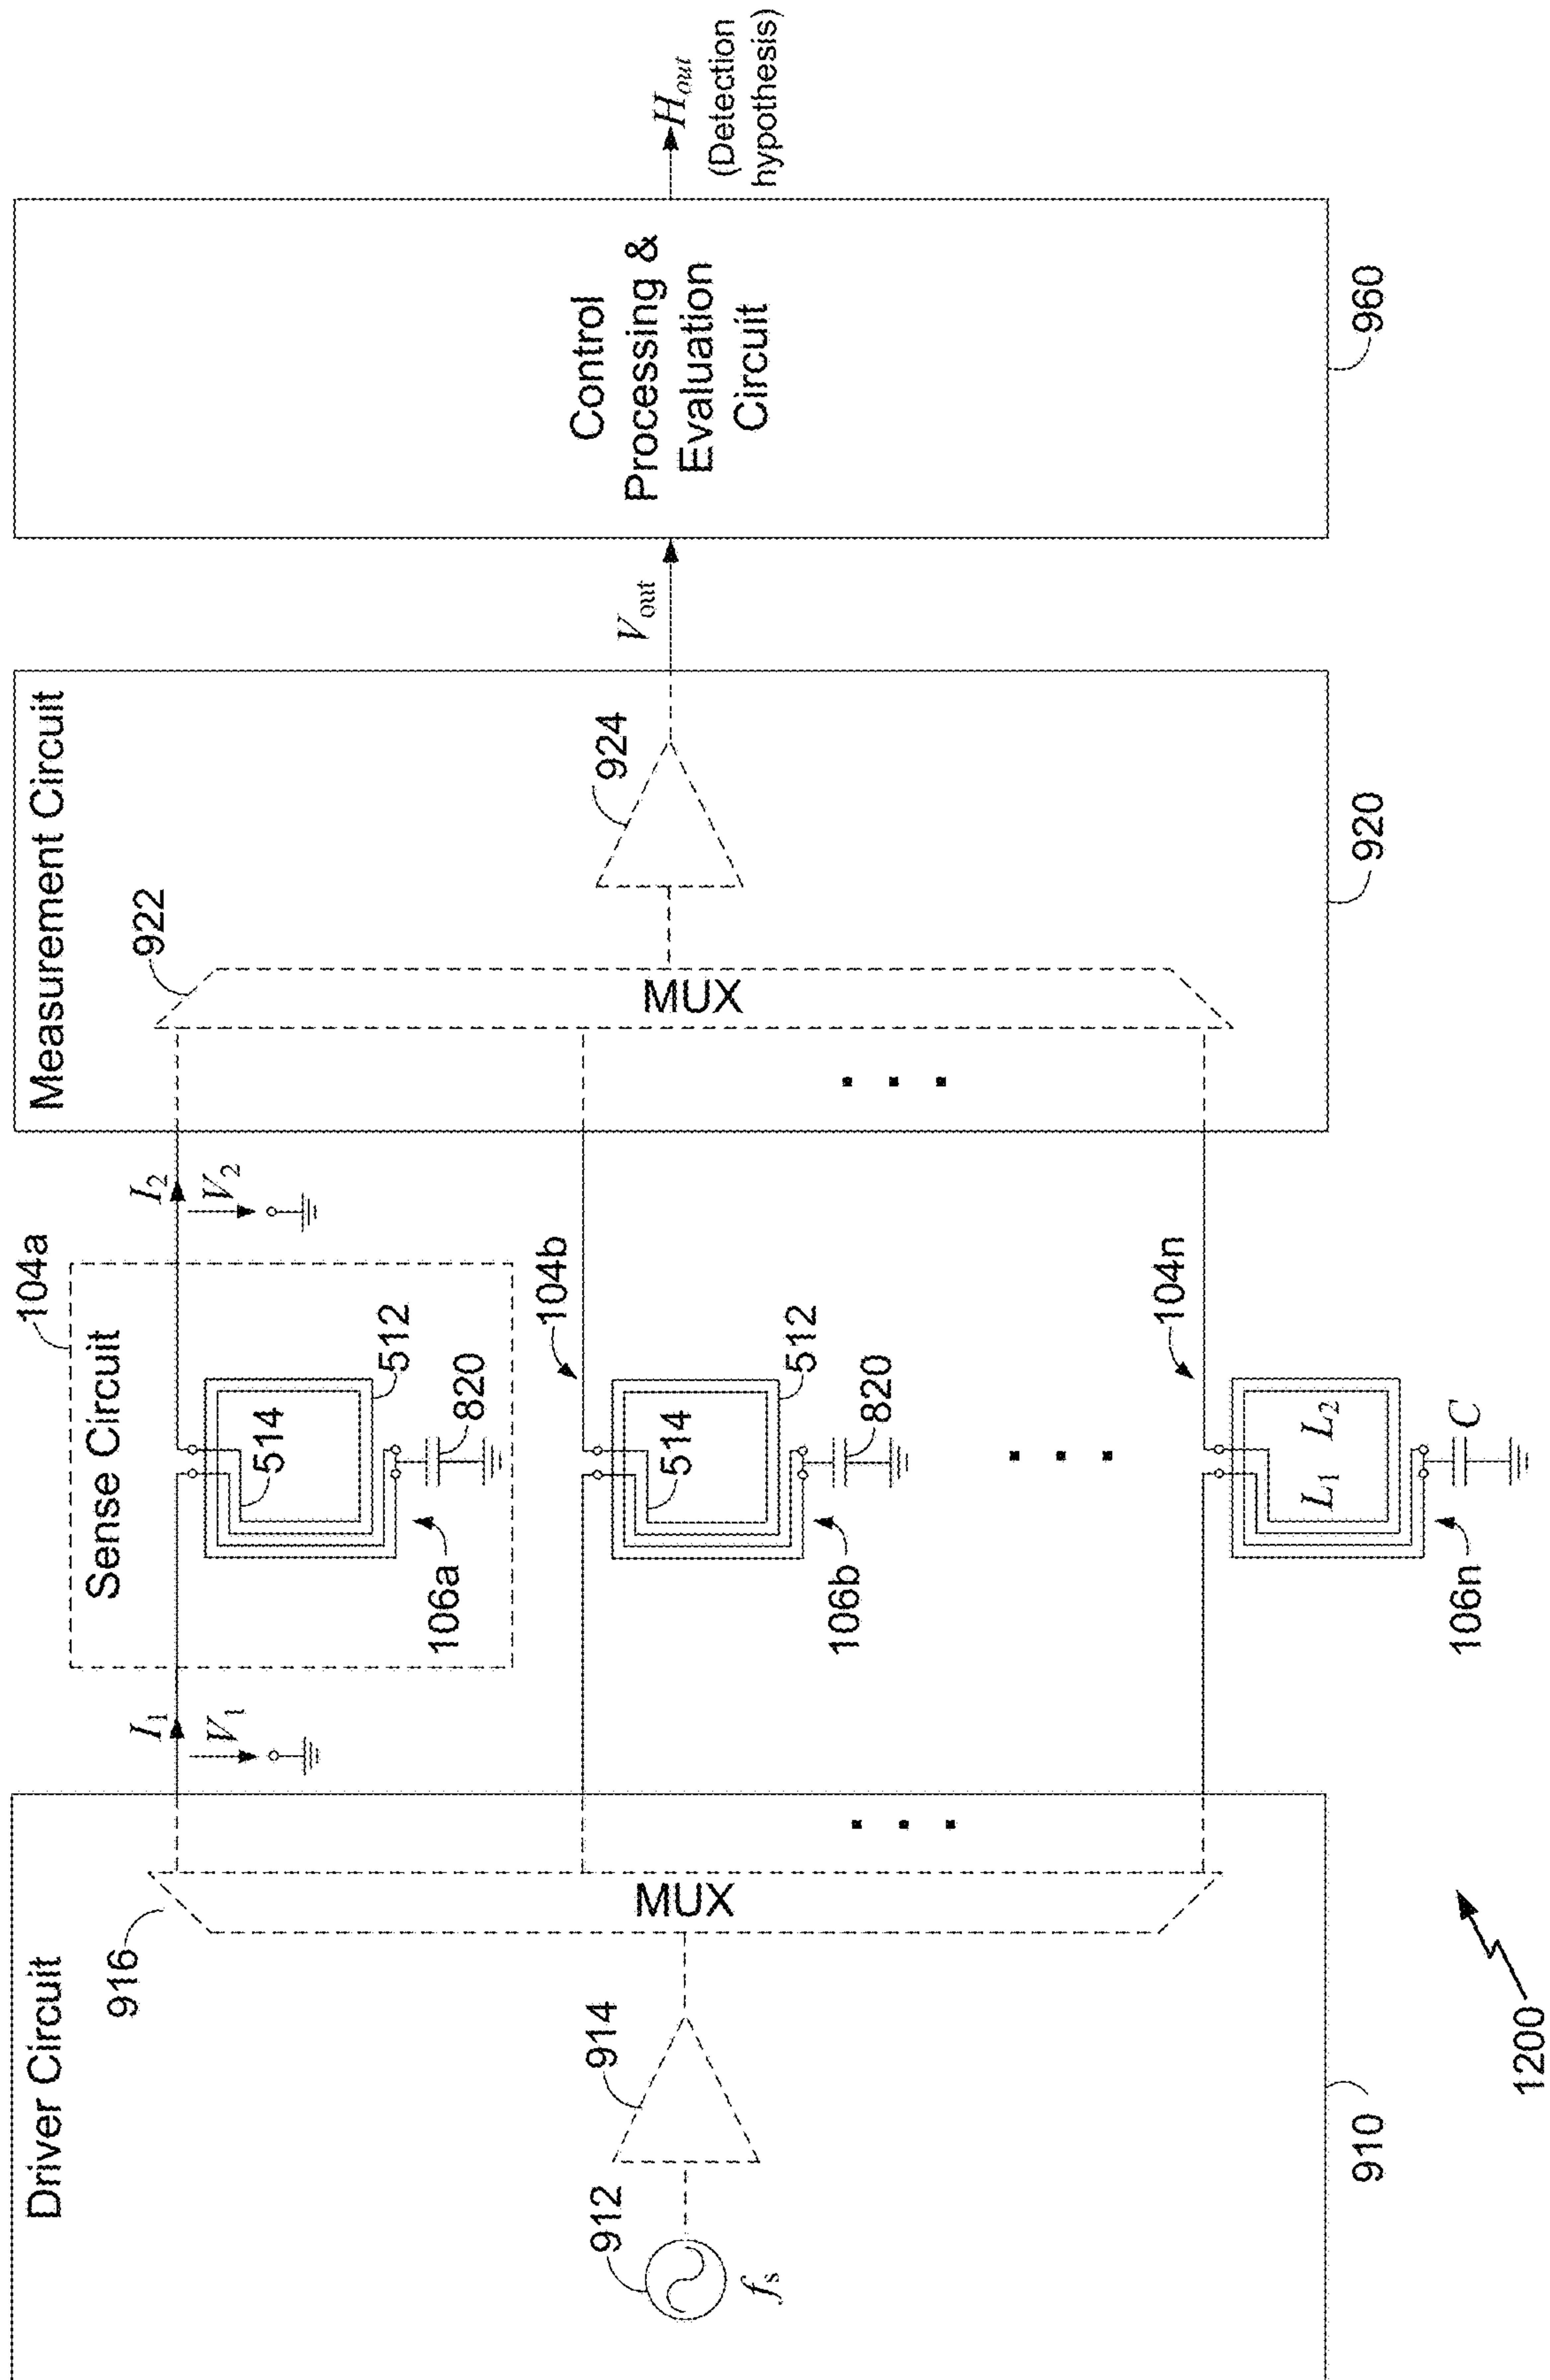 Driver Circuit
916
MUX
914
912
fs
910
I1
V1
Sense Circuit
104a
514
512
820
106a
104b
514
512
820
106b
104n
L1 L2
C
106n
I2
V2
Measurement Circuit
922
MUX
924
920
Vout
Control
Processing &
Evaluation
Circuit
960
Hout
(Detection
hypothesis)
1200